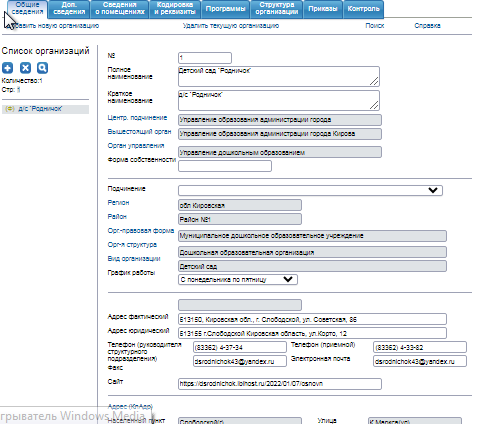 Общие сведения
Доп. сведения
Сведения о помещениях
Кодировка и реквизиты
Программы
Структура организации
Приказы
Контроль
новую организацию
Удалить текущую организацию
Поиск
Справка
Список организаций
Количество:1
Стр: 1
(Ф) д/с "Родничок"
№ 1
Полное наименование Детский сад "Родничок"
Краткое наименование д/с "Родничок"
Центр. подчинение Управление образования администрации города
Вышестоящий орган Управление образования администрации города Кирова
Орган управления Управление дошкольным образованием
Форма собственности
Подчинение
Регион обл Кировская
Район Район №1
Орг.-правовая форма Муниципальное дошкольное образовательное учреждение
Орг-я структура Дошкольная образовательная организация
Вид организации Детский сад
График работы С понедельника по пятницу
Адрес фактический 613150, Кировская обл., г. Слободской, ул. Советская, 86
Адрес юридический 613155 г.Слободской Кировская область, ул.Корто, 12
Телефон (руководителя структурного подразделения) (83362) 4-37-34
Телефон (приемной) (83362) 4-33-82
Факс dsrodnichok43@yandex.ru
Электронная почта dsrodnichok43@yandex.ru
Сайт https://dsrodnichok.lplhost.ru/2022/01/07/osnovn
Адрес (КлАдр)
Населенный пункт Слободской(г)
Улица К.Маркса(ул)
грыватель Windows Media